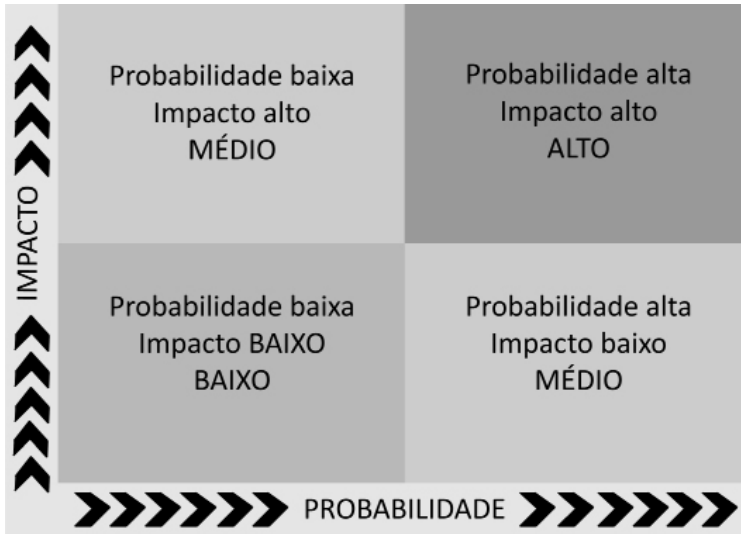 Probabilidade baixa
Impacto alto
MÉDIO
Probabilidade alta
Impacto alto
ALTO
IMPACTO
Probabilidade baixa
Impacto BAIXO
BAIXO
Probabilidade alta
Impacto baixo
MÉDIO
PROBABILIDADE